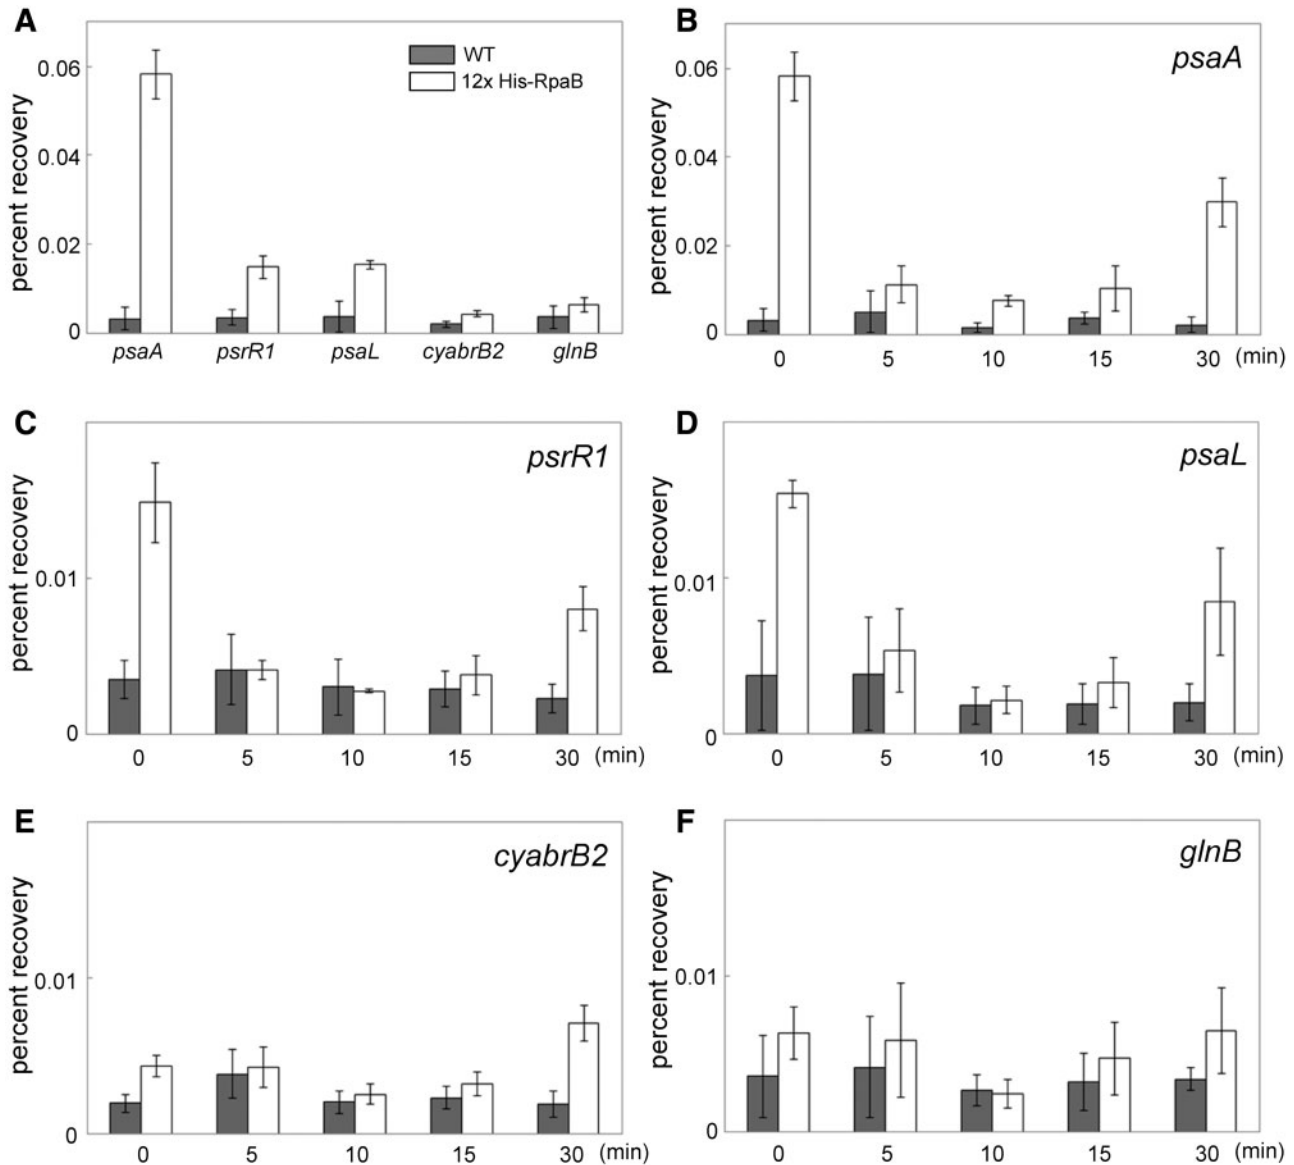 A
WT
12x His-RpaB
percent recovery
0.06
0.04
0.02
0
psaA psrR1 psaL cyabrB2 glnB
B
psaA
percent recovery
0.06
0.04
0.02
0
0 5 10 15 30 (min)
C
psrR1
percent recovery
0.01
0
0 5 10 15 30 (min)
D
psaL
percent recovery
0.01
0
0 5 10 15 30 (min)
E
cyabrB2
percent recovery
0.01
0
0 5 10 15 30 (min)
F
glnB
percent recovery
0.01
0
0 5 10 15 30 (min)